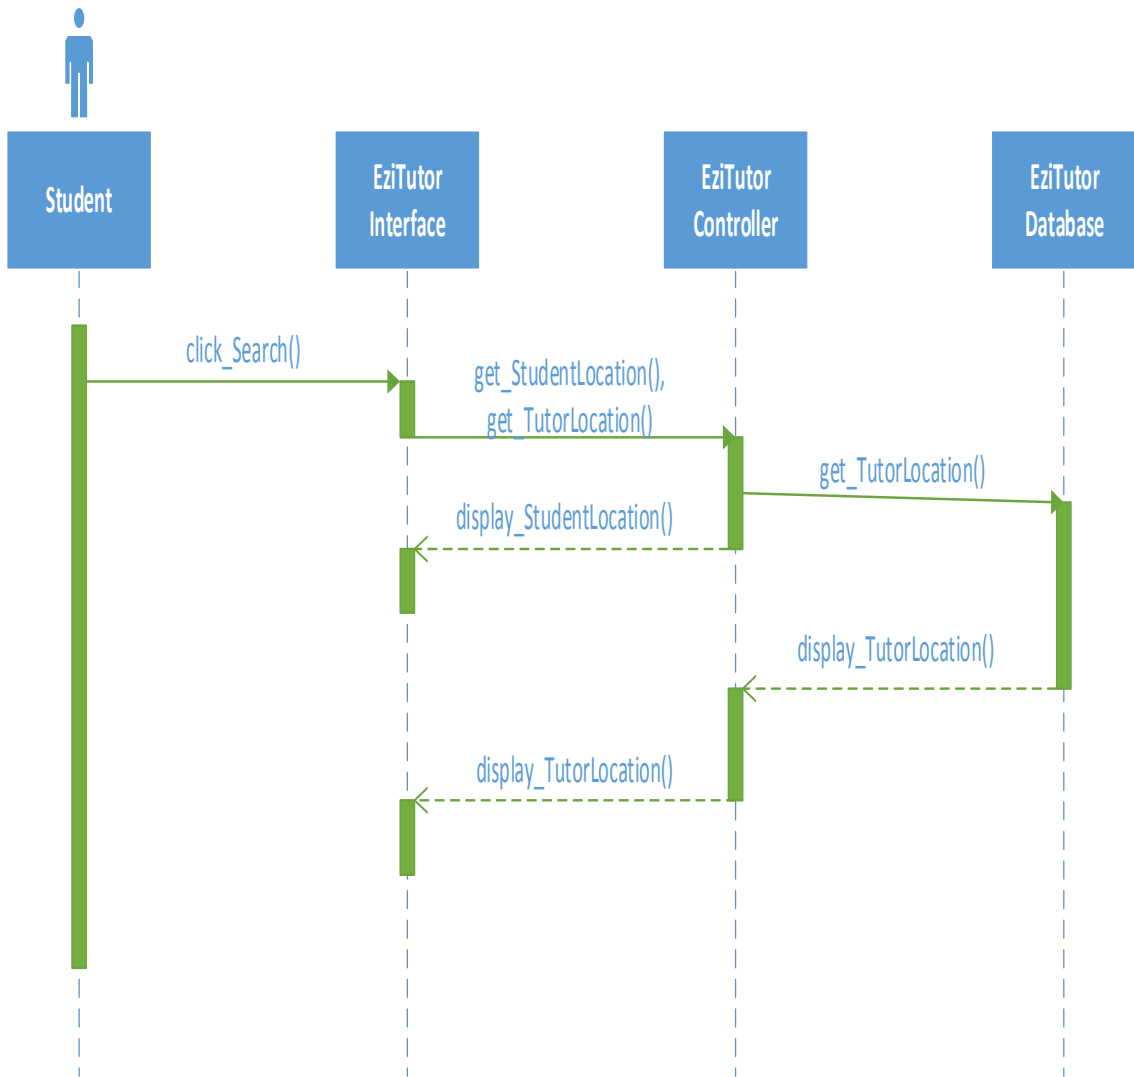 Student
EziTutor
Interface
EziTutor
Controller
EziTutor
Database
click_Search()
get_StudentLocation(),
get_TutorLocation()
get_TutorLocation()
display_StudentLocation()
display_TutorLocation()
display_TutorLocation()